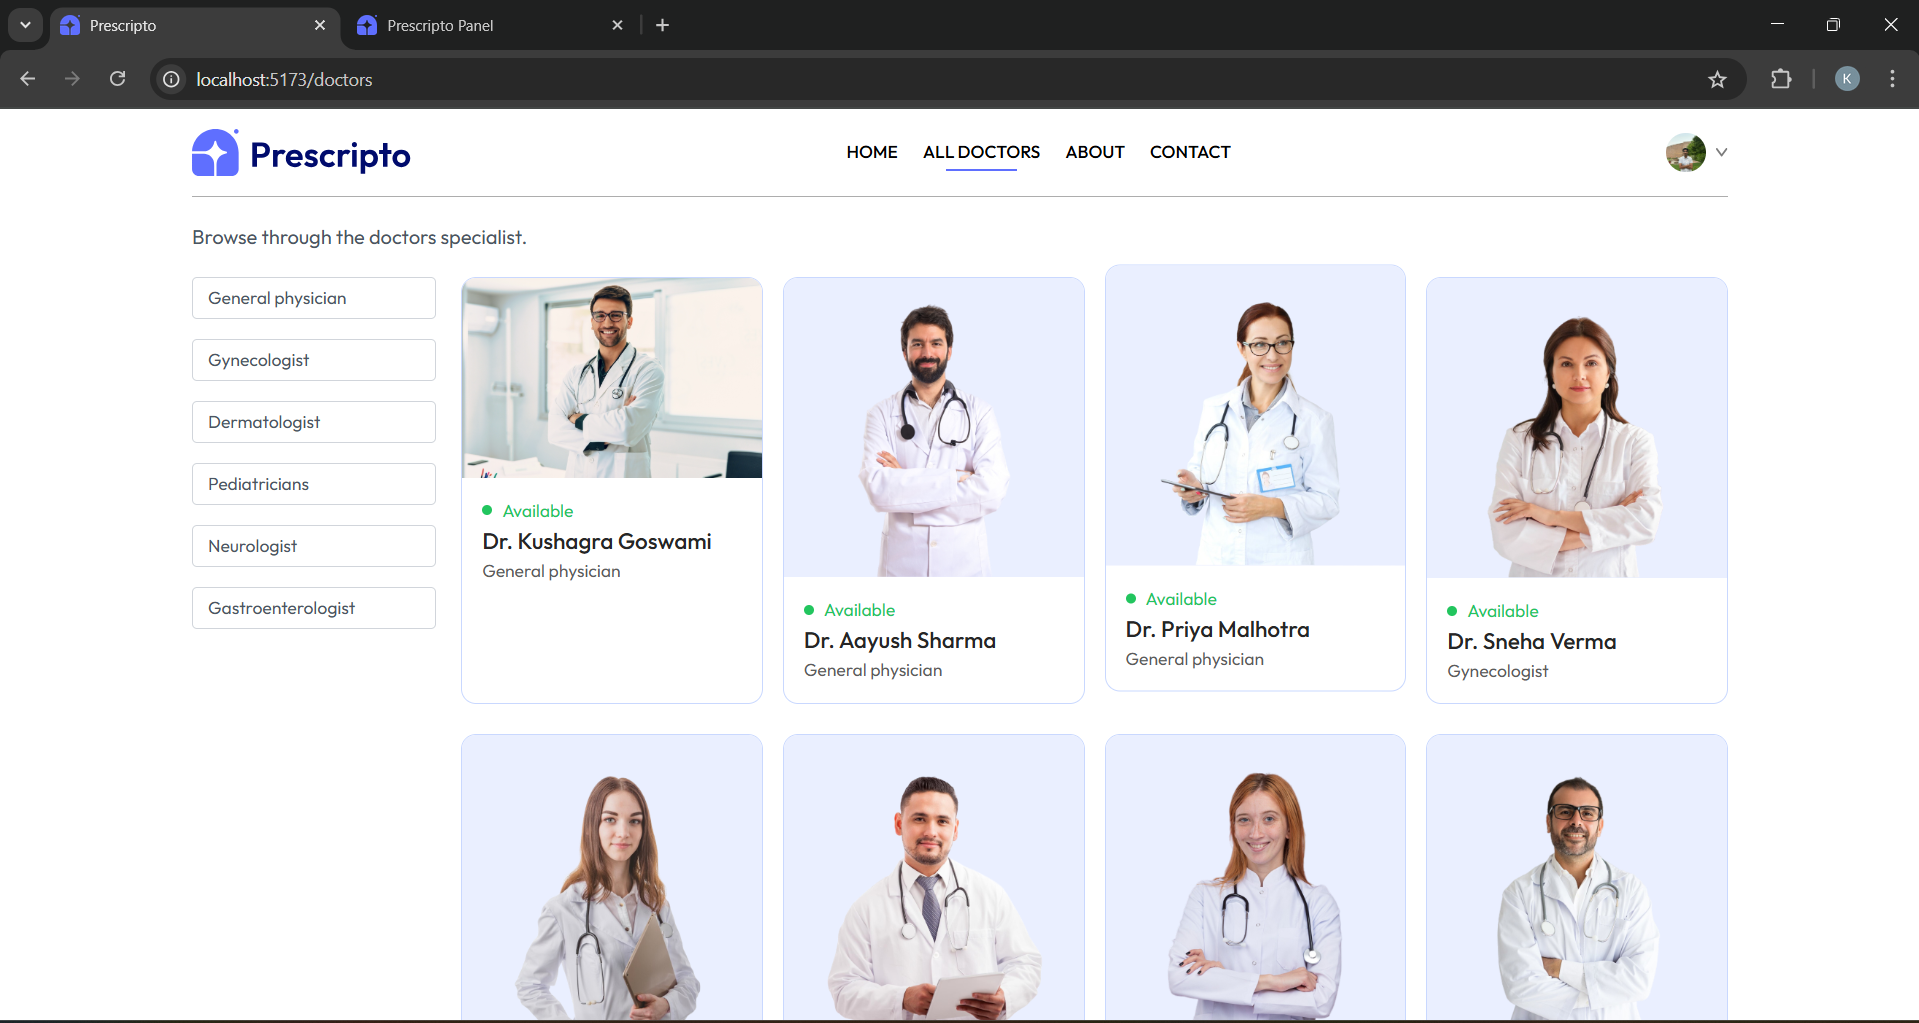 Prescripto
Prescripto Panel
localhost:5173/doctors
K
Prescripto
HOME ALL DOCTORS ABOUT CONTACT
Browse through the doctors specialist.
General physician
Gynecologist
Dermatologist
Pediatricians
Neurologist
Gastroenterologist
Available
Dr. Kushagra Goswami
General physician
Available
Dr. Aayush Sharma
General physician
Available
Dr. Priya Malhotra
General physician
Available
Dr. Sneha Verma
Gynecologist